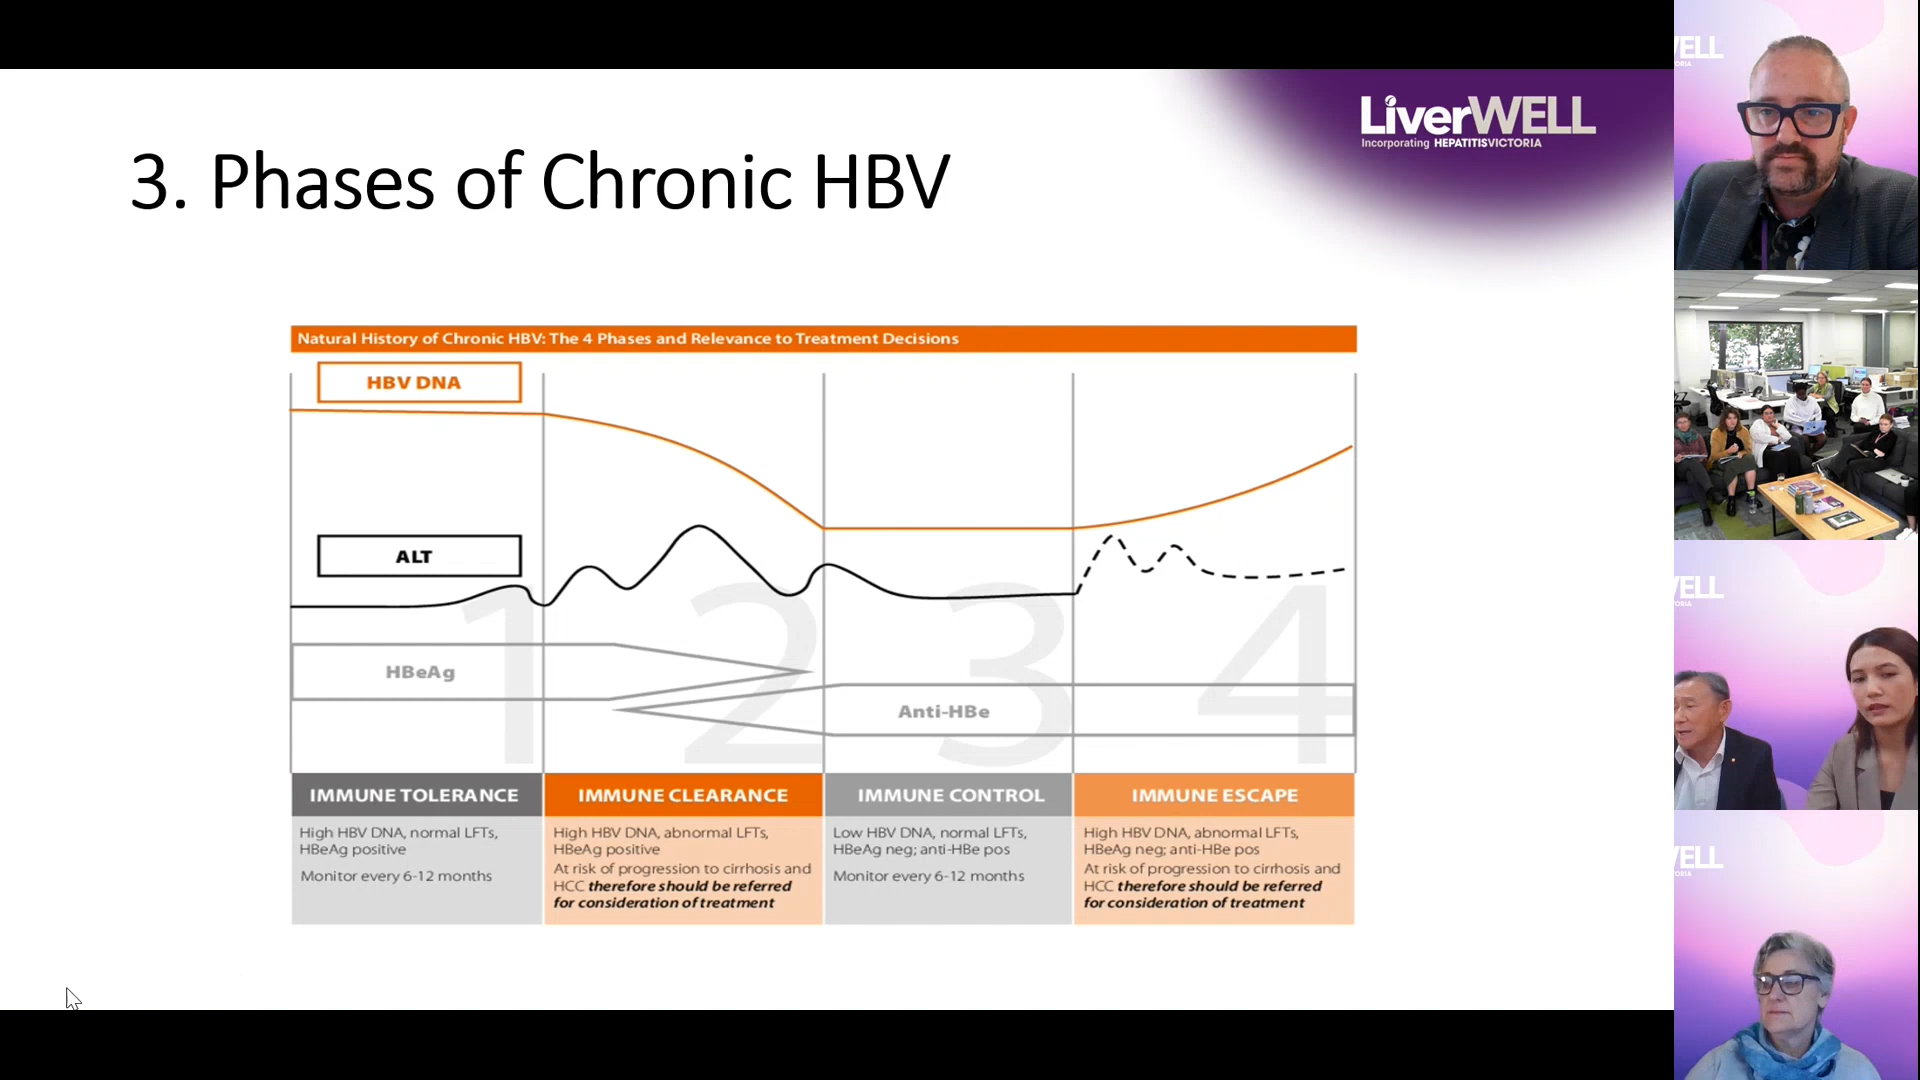 LiverWELL
Incorporating HEPATITISVICTORIA
3. Phases of Chronic HBV
Natural History of Chronic HBV: The 4 Phases and Relevance to Treatment Decisions
HBV DNA
ALT
1 2 3 4
HBeAg
Anti-HBe
IMMUNE TOLERANCE
High HBV DNA, normal LFTs,
HBeAg positive
Monitor every 6-12 months
IMMUNE CLEARANCE
High HBV DNA, abnormal LFTs,
HBeAg positive
At risk of progression to cirrhosis and
HCC therefore should be referred
for consideration of treatment
IMMUNE CONTROL
Low HBV DNA, normal LFTs,
HBeAg neg; anti-HBe pos
Monitor every 6-12 months
IMMUNE ESCAPE
High HBV DNA, abnormal LFTs,
HBeAg neg; anti-HBe pos
At risk of progression to cirrhosis and
HCC therefore should be referred
for consideration of treatment
WELL
ORIA
WELL
ORIA
WELL
ORIA